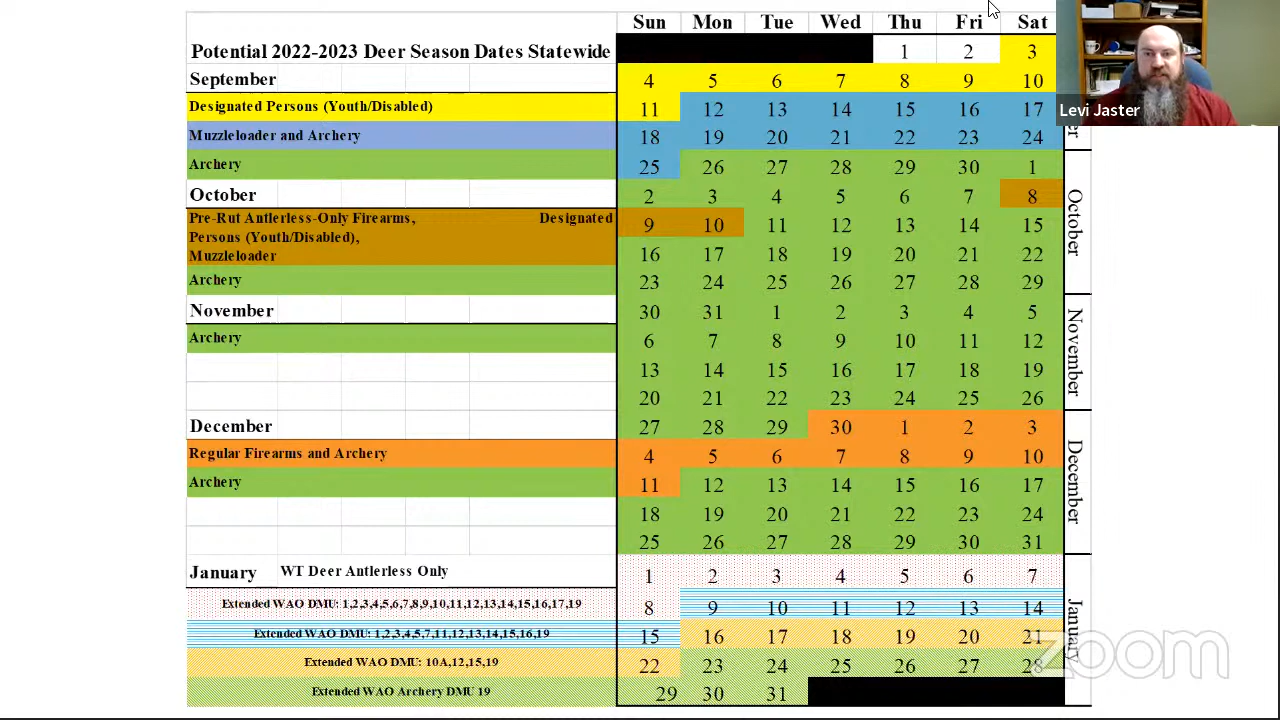 Sun Mon Tue Wed Thu Fri Sat
Potential 2022-2023 Deer Season Dates Statewide 1 2 3
September 4 5 6 7 8 9 10
Designated Persons (Youth/Disabled) 11 12 13 14 15 16 17
Levi Jaster
Muzzleloader and Archery 18 19 20 21 22 23 24
Archery 25 26 27 28 29 30 1
October 2 3 4 5 6 7 8
Pre-Rut Antlerless-Only Firearms, Designated 9 10 11 12 13 14 15
Persons (Youth/Disabled),
Muzzleloader 16 17 18 19 20 21 22
Archery 23 24 25 26 27 28 29
October
November 30 31 1 2 3 4 5
Archery 6 7 8 9 10 11 12
13 14 15 16 17 18 19
20 21 22 23 24 25 26
November
December 27 28 29 30 1 2 3
Regular Firearms and Archery 4 5 6 7 8 9 10
Archery 11 12 13 14 15 16 17
18 19 20 21 22 23 24
25 26 27 28 29 30 31
December
January WT Deer Antlerless Only 1 2 3 4 5 6 7
Extended WAO DMU: 1,2,3,4,5,6,7,8,9,10,11,12,13,14,15,16,17,19 8 9 10 11 12 13 14
Extended WAO DMU:1,2,3,4,5,7,11,12,13,14,15,16,19 15 16 17 18 19 20 21
Extended WAO DMU: 10A,12,15,19 22 23 24 25 26 27 28
Extended WAO Archery DMU 19 29 30 31
January
zoom